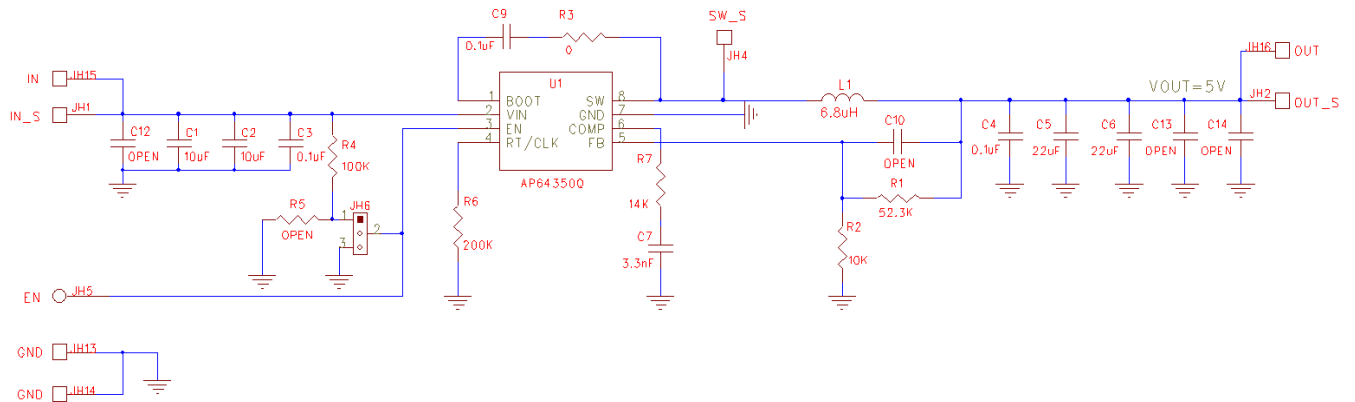 C9
0.1uF
R3
0
SW_S
JH4
IN
JH15
IN_S
JH1
C12
OPEN
C1
10uF
C2
10uF
C3
0.1uF
R4
100K
U1
1 BOOT SW 8
2 VIN GND 7
3 EN COMP 6
4 RT/CLK FB 5
AP64350Q
L1
6.8uH
VOUT=5V
JH16 OUT
JH2 OUT_S
C10
OPEN
C4
0.1uF
C5
22uF
C6
22uF
C13
OPEN
C14
OPEN
R7
14K
R1
52.3K
R5
OPEN
JH6
1
2
3
R6
200K
C7
3.3nF
R2
10K
EN JH5
GND JH13
GND JH14